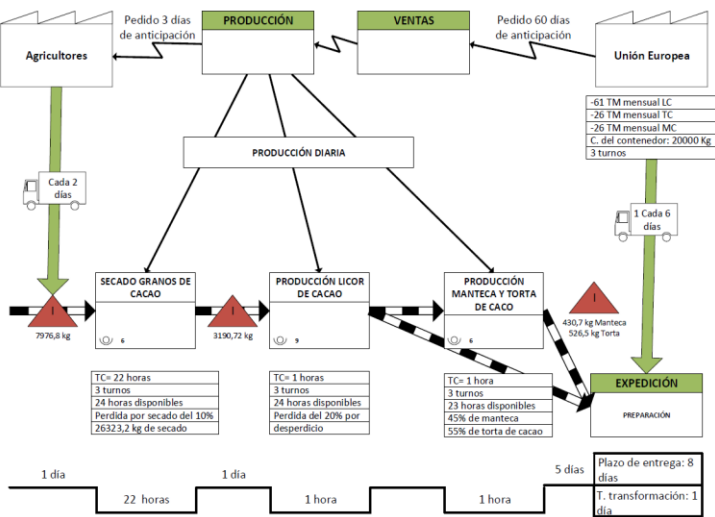 Pedido 3 días
de anticipación
PRODUCCIÓN
VENTAS
Pedido 60 días
de anticipación
Agricultores
Unión Europea
-61 TM mensual LC
-26 TM mensual TC
-26 TM mensual MC
C. del contenedor: 20000 Kg
3 turnos
PRODUCCIÓN DIARIA
Cada 2
días
1 Cada 6
días
SECADO GRANOS DE
CACAO
6
PRODUCCIÓN LICOR
DE CACAO
9
PRODUCCIÓN
MANTECA Y TORTA
DE CACO
6
I
7976,8 kg
I
3190,72 kg
I
430,7 kg Manteca
526,5 kg Torta
EXPEDICIÓN
PREPARACIÓN
TC= 22 horas
3 turnos
24 horas disponibles
Perdida por secado del 10%
26323,2 kg de secado
TC= 1 horas
3 turnos
24 horas disponibles
Perdida del 20% por
desperdicio
TC= 1 hora
3 turnos
23 horas disponibles
45% de manteca
55% de torta de cacao
1 día
22 horas
1 día
1 hora
1 hora
5 días
Plazo de entrega: 8
días
T. transformación: 1
día